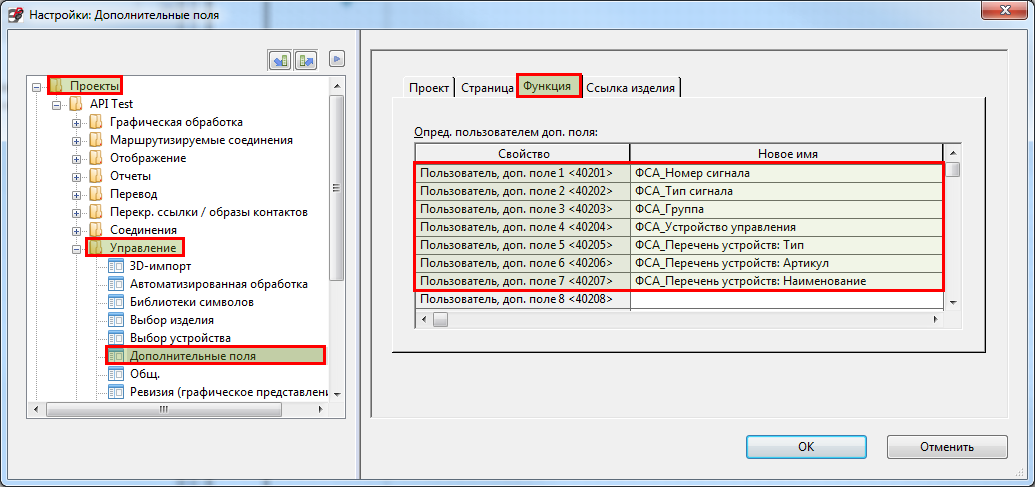 Настройки: Дополнительные поля
Проекты
API Test
Графическая обработка
Маршрутизируемые соединения
Отображение
Отчеты
Перевод
Перекр. ссылки / образы контактов
Соединения
Управление
3D-импорт
Автоматизированная обработка
Библиотеки символов
Выбор изделия
Выбор устройства
Дополнительные поля
Общ.
Ревизия (графическое представлени
Проект Страница Функция Ссылка изделия
Опред. пользователем доп. поля:
Свойство Новое имя
Пользователь, доп. поле 1 <40201> ФСА_Номер сигнала
Пользователь, доп. поле 2 <40202> ФСА_Тип сигнала
Пользователь, доп. поле 3 <40203> ФСА_Группа
Пользователь, доп. поле 4 <40204> ФСА_Устройство управления
Пользователь, доп. поле 5 <40205> ФСА_Перечень устройств: Тип
Пользователь, доп. поле 6 <40206> ФСА_Перечень устройств: Артикул
Пользователь, доп. поле 7 <40207> ФСА_Перечень устройств: Наименование
Пользователь, доп. поле 8 <40208>
OK Отменить